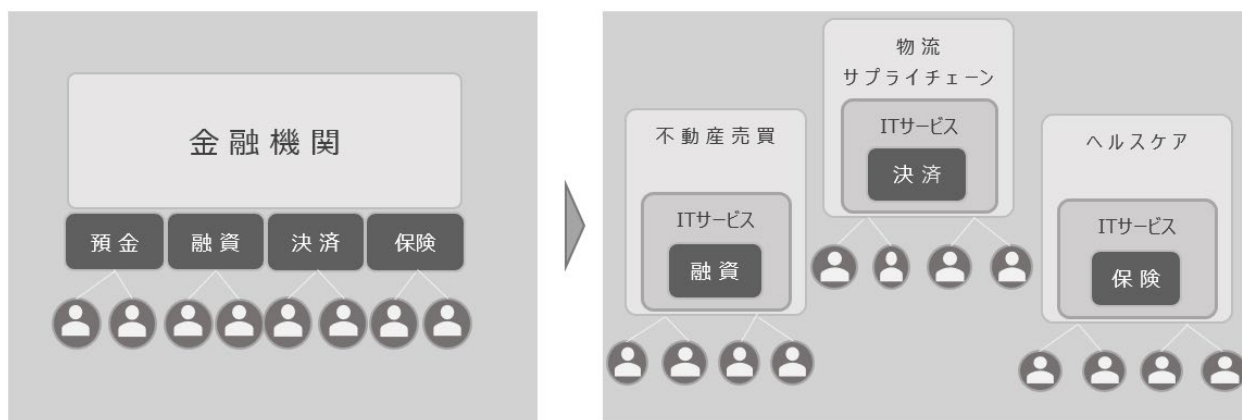 金融機関
預金
融資
決済
保険
物流
サプライチェーン
ITサービス
決済
不動産売買
ITサービス
融資
ヘルスケア
ITサービス
保険